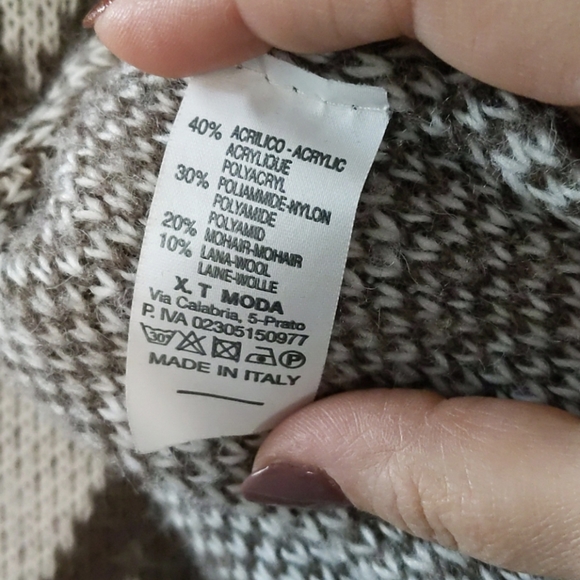 40% ACRILICO - ACRYLIC
ACRYLIQUE
POLYACRYL
30% POLIAMMIDE-NYLON
POLYAMIDE
POLYAMID
20% MOHAIR-MOHAIR
10% LANA-WOOL
LAINE-WOLLE
X. T MODA
Via Calabria, 5-Prato
P. IVA 02305150977
30° P
MADE IN ITALY